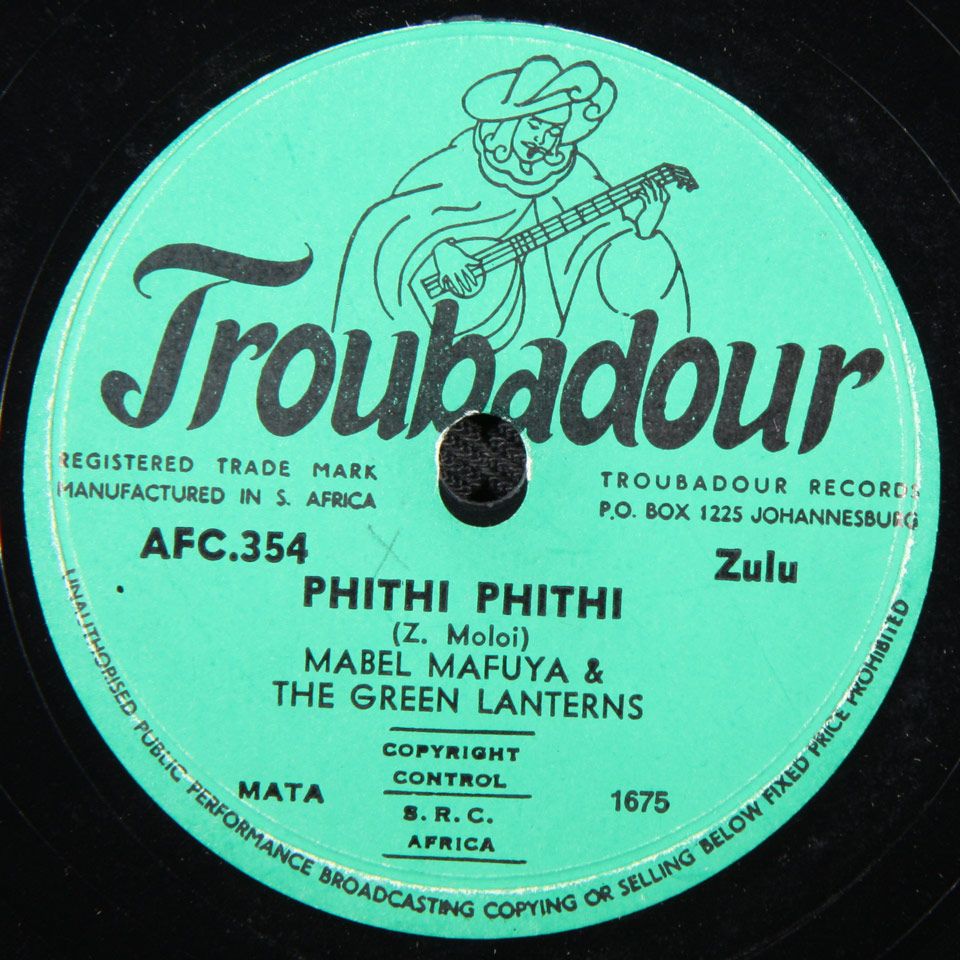 Troubadour
REGISTERED TRADE MARK
MANUFACTURED IN S. AFRICA
TROUBADOUR RECORDS
P.O. BOX 1225 JOHANNESBURG
AFC.354
Zulu
PHITHI PHITHI
(Z. Moloi)
MABEL MAFUYA &
THE GREEN LANTERNS
COPYRIGHT
CONTROL
S. R. C.
AFRICA
MATA
1675
UNAUTHORISED PUBLIC PERFORMANCE BROADCASTING COPYING OR SELLING BELOW FIXED PRICE PROHIBITED